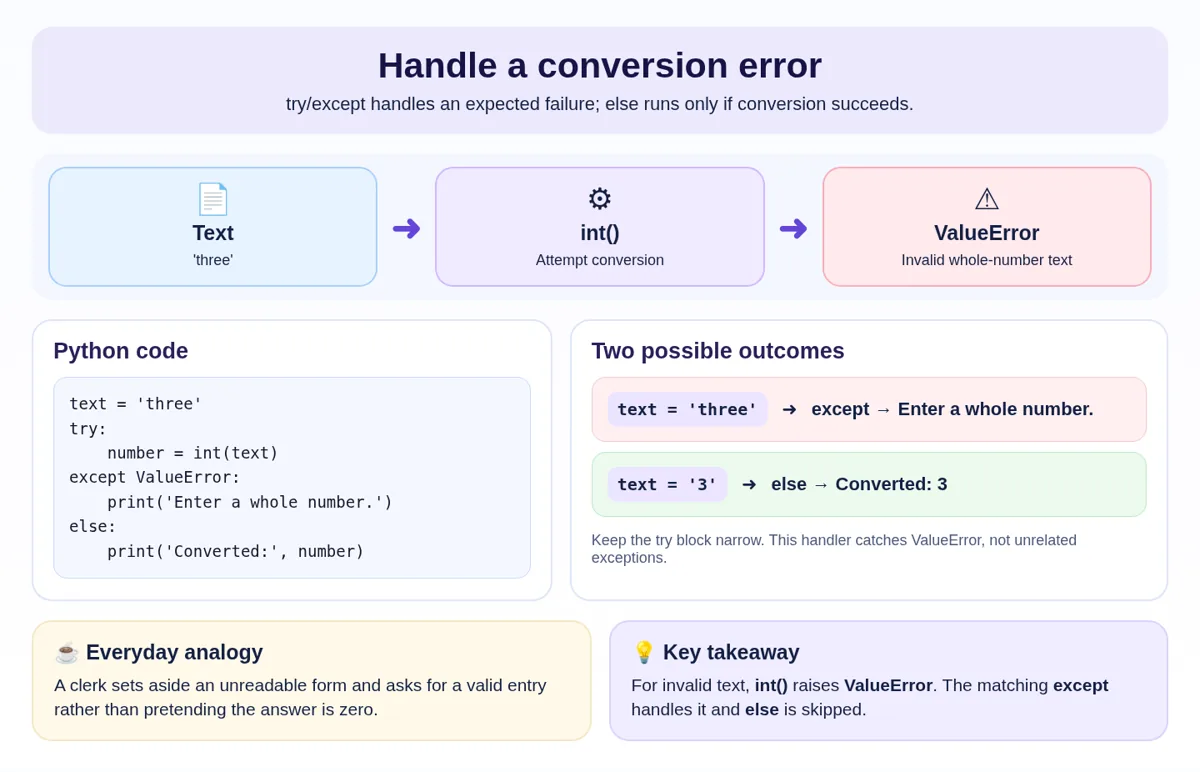 Handle a conversion error
try/except handles an expected failure; else runs only if conversion succeeds.
Text
'three'
int()
Attempt conversion
ValueError
Invalid whole-number text
Python code
text = 'three'
try:
    number = int(text)
except ValueError:
    print('Enter a whole number.')
else:
    print('Converted:', number)
Two possible outcomes
text = 'three' ➜ except → Enter a whole number.
text = '3' ➜ else → Converted: 3
Keep the try block narrow. This handler catches ValueError, not unrelated
exceptions.
Everyday analogy
A clerk sets aside an unreadable form and asks for a valid entry
rather than pretending the answer is zero.
Key takeaway
For invalid text, int() raises ValueError. The matching except
handles it and else is skipped.